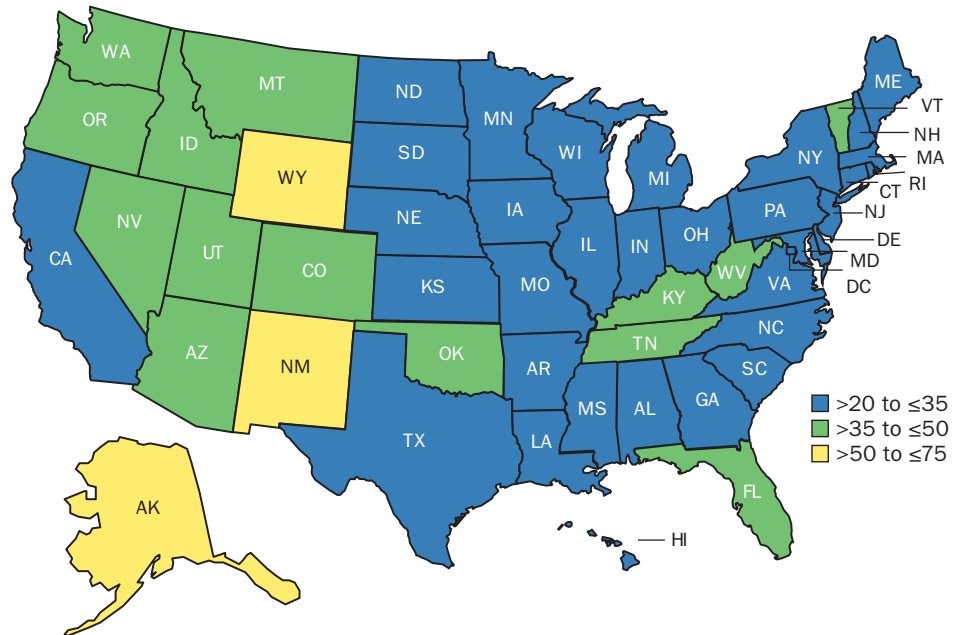 WA
MT
ND
MN
ME
VT
OR
ID
SD
WI
MI
NY
NH
MA
WY
RI
CT
NV
UT
NE
IA
PA
NJ
CA
CO
KS
MO
IL
IN
OH
DE
MD
WV
VA
DC
KY
NC
AZ
NM
OK
AR
TN
SC
TX
LA
MS
AL
GA
>20 to ≤35
>35 to ≤50
>50 to ≤75
FL
AK
HI